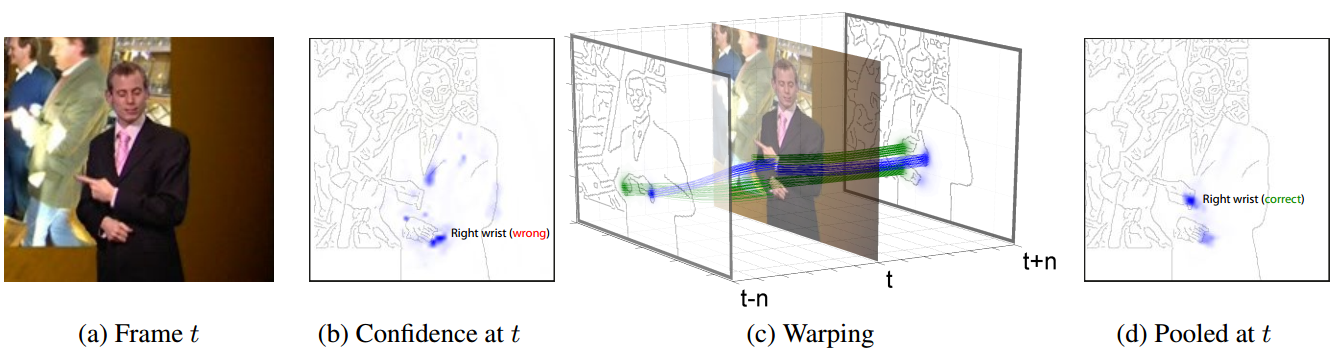 Right wrist (wrong)
t-n
t
t+n
Right wrist (correct)
(a) Frame t
(b) Confidence at t
(c) Warping
(d) Pooled at t